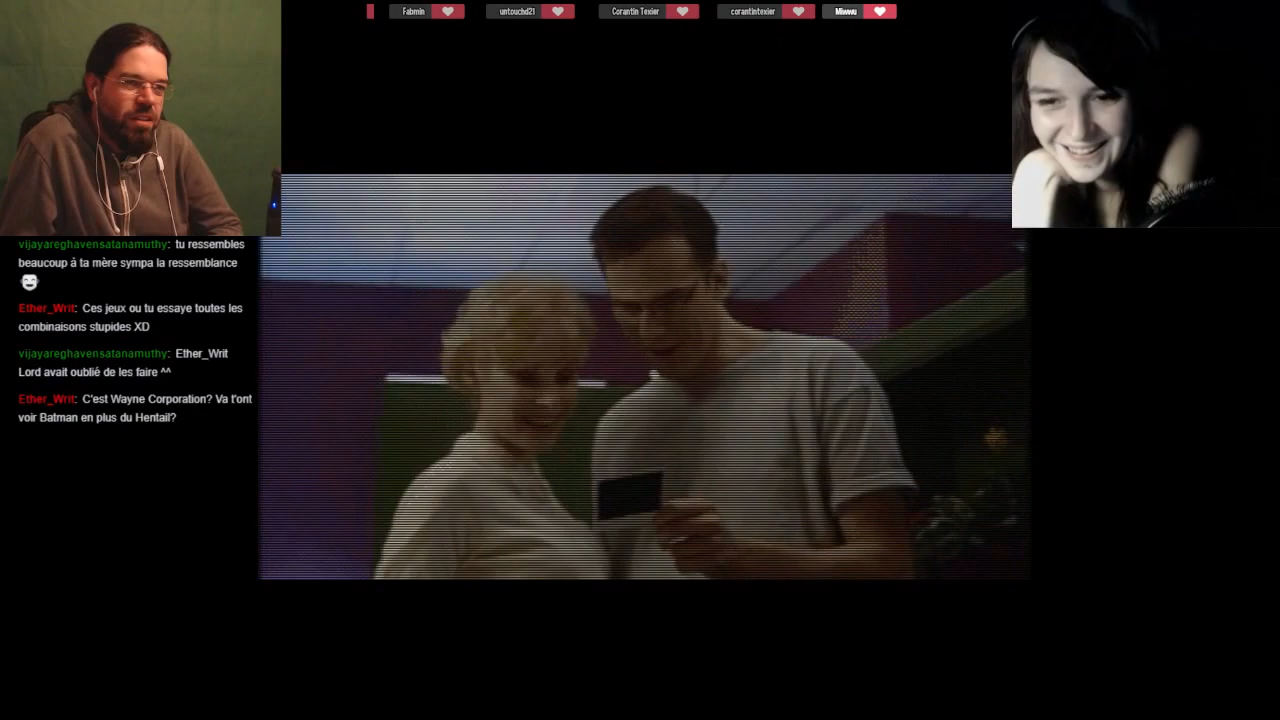 Fabmin
untouchd21
Corantin Texier
corantintexier
Miwwu
vijayareghavensatanamuthy: tu ressembles
beaucoup à ta mère sympa la ressemblance
Ether_Writ: Ces jeux ou tu essaye toutes les
combinaisons stupides XD
vijayareghavensatanamuthy: Ether_Writ
Lord avait oublié de les faire ^^
Ether_Writ: C'est Wayne Corporation? Va t'ont
voir Batman en plus du Hentail?